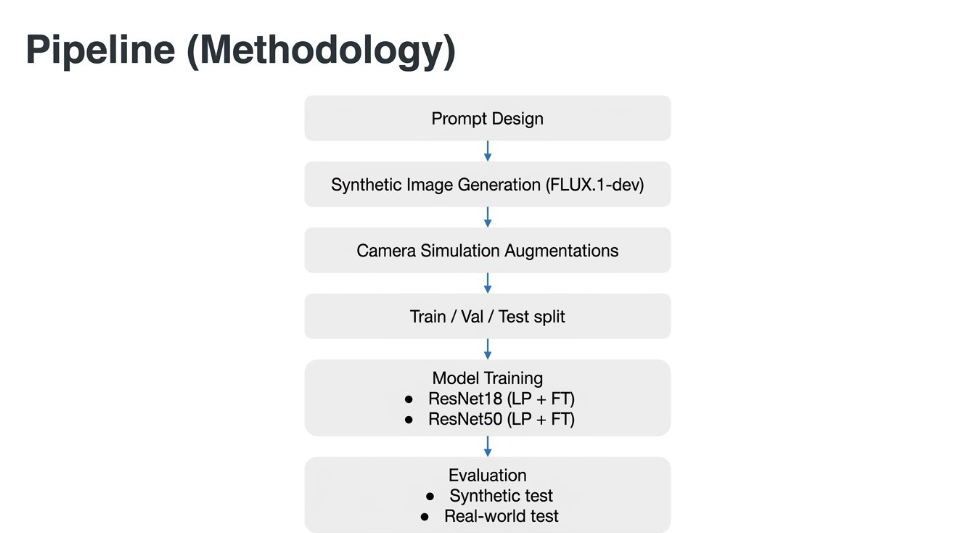 Pipeline (Methodology)
Prompt Design
Synthetic Image Generation (FLUX.1-dev)
Camera Simulation Augmentations
Train / Val / Test split
Model Training
● ResNet18 (LP + FT)
● ResNet50 (LP + FT)
Evaluation
● Synthetic test
● Real-world test